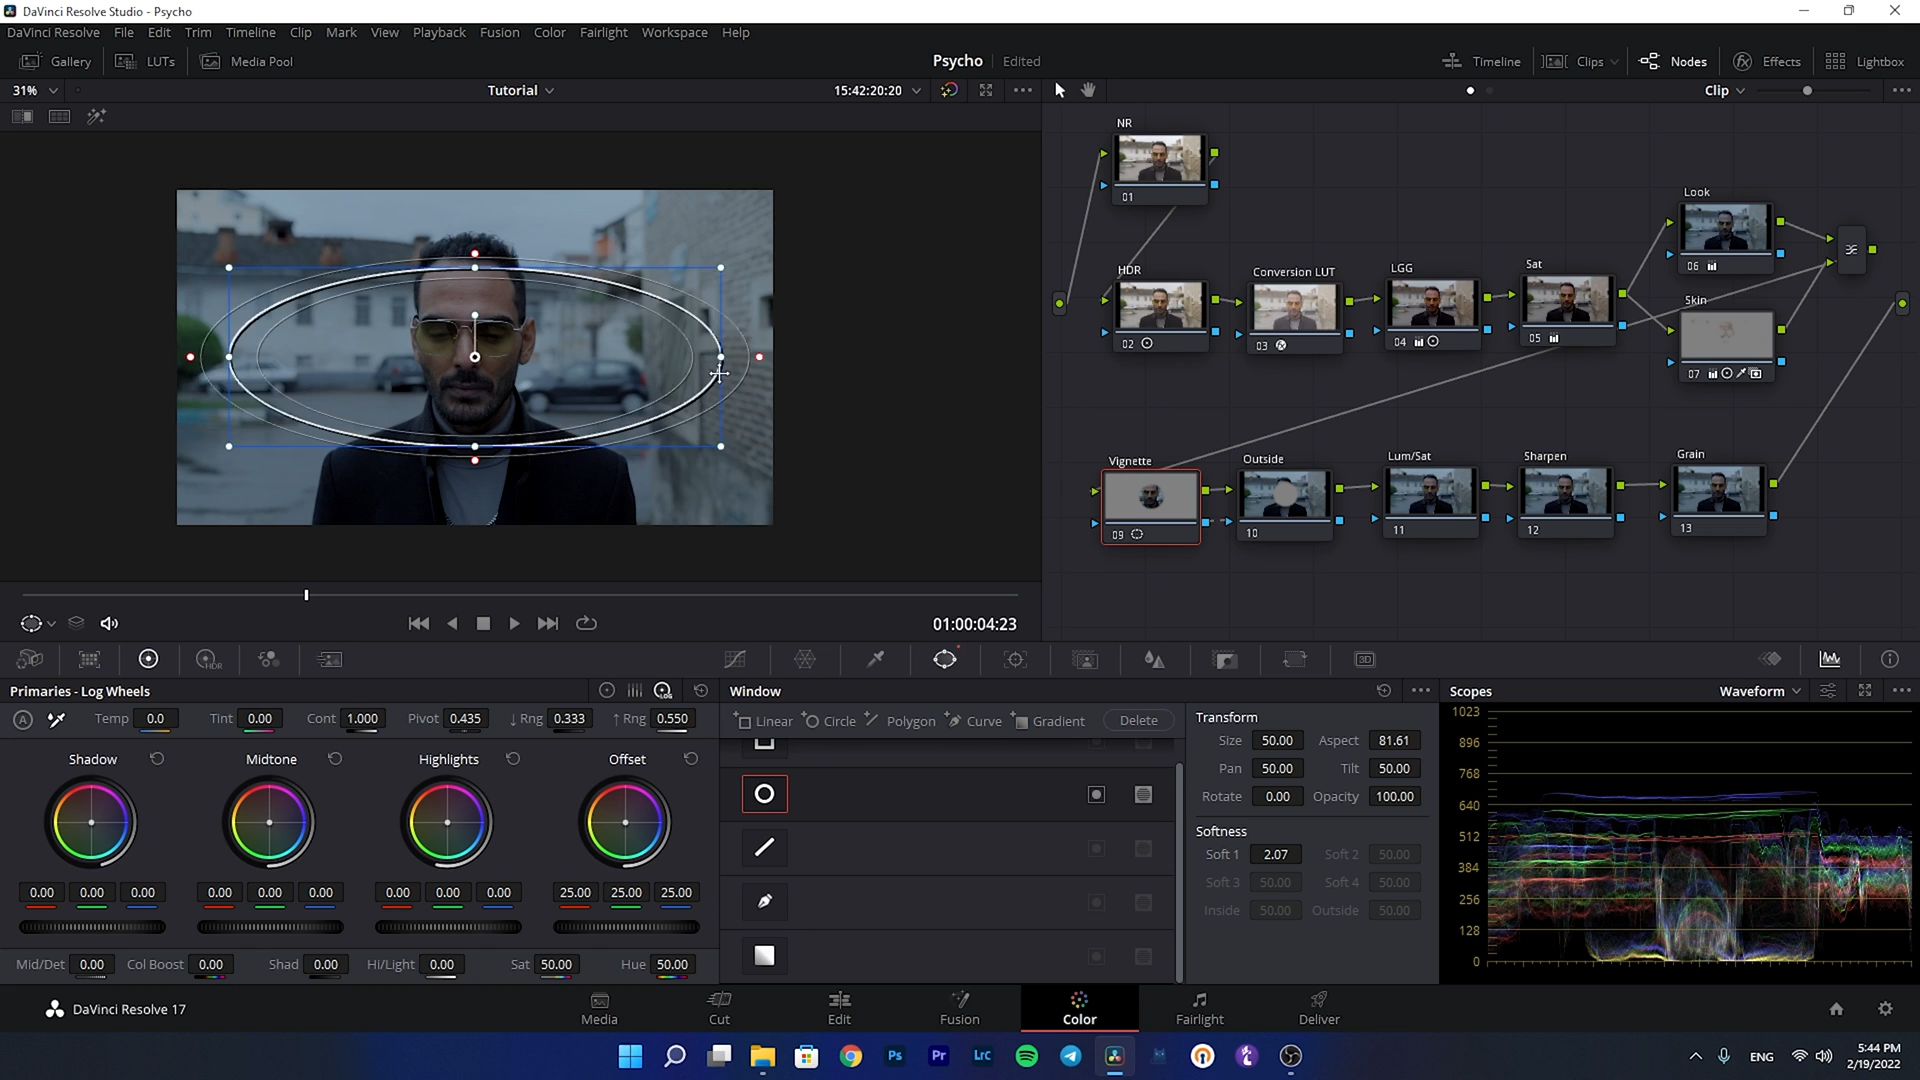 DaVinci Resolve Studio - Psycho
DaVinci Resolve File Edit Trim Timeline Clip Mark View Playback Fusion Color Fairlight Workspace Help
Gallery LUTs Media Pool Psycho Edited Timeline Clips Nodes Effects Lightbox
31% Tutorial 15:42:20:20 Clip
NR
01
Look
06
HDR
02
Conversion LUT
03
LGG
04
Sat
05
Skin
07
Vignette
09
Outside
10
Lum/Sat
11
Sharpen
12
Grain
13
01:00:04:23
HDR
3D
Primaries - Log Wheels
LOG
A Temp 0.0 Tint 0.00 Cont 1.000 Pivot 0.435 ↓ Rng 0.333 ↑ Rng 0.550
Shadow Midtone Highlights Offset
0.00 0.00 0.00 0.00 0.00 0.00 0.00 0.00 0.00 25.00 25.00 25.00
Mid/Det 0.00 Col Boost 0.00 Shad 0.00 Hi/Light 0.00 Sat 50.00 Hue 50.00
Window
Linear Circle Polygon Curve Gradient Delete
Transform
Size 50.00 Aspect 81.61
Pan 50.00 Tilt 50.00
Rotate 0.00 Opacity 100.00
Softness
Soft 1 2.07 Soft 2 50.00
Soft 3 50.00 Soft 4 50.00
Inside 50.00 Outside 50.00
Scopes Waveform
1023
896
768
640
512
384
256
128
0
DaVinci Resolve 17
Media Cut Edit Fusion Color Fairlight Deliver
Ps Pr LrC
ENG
5:44 PM
2/19/2022